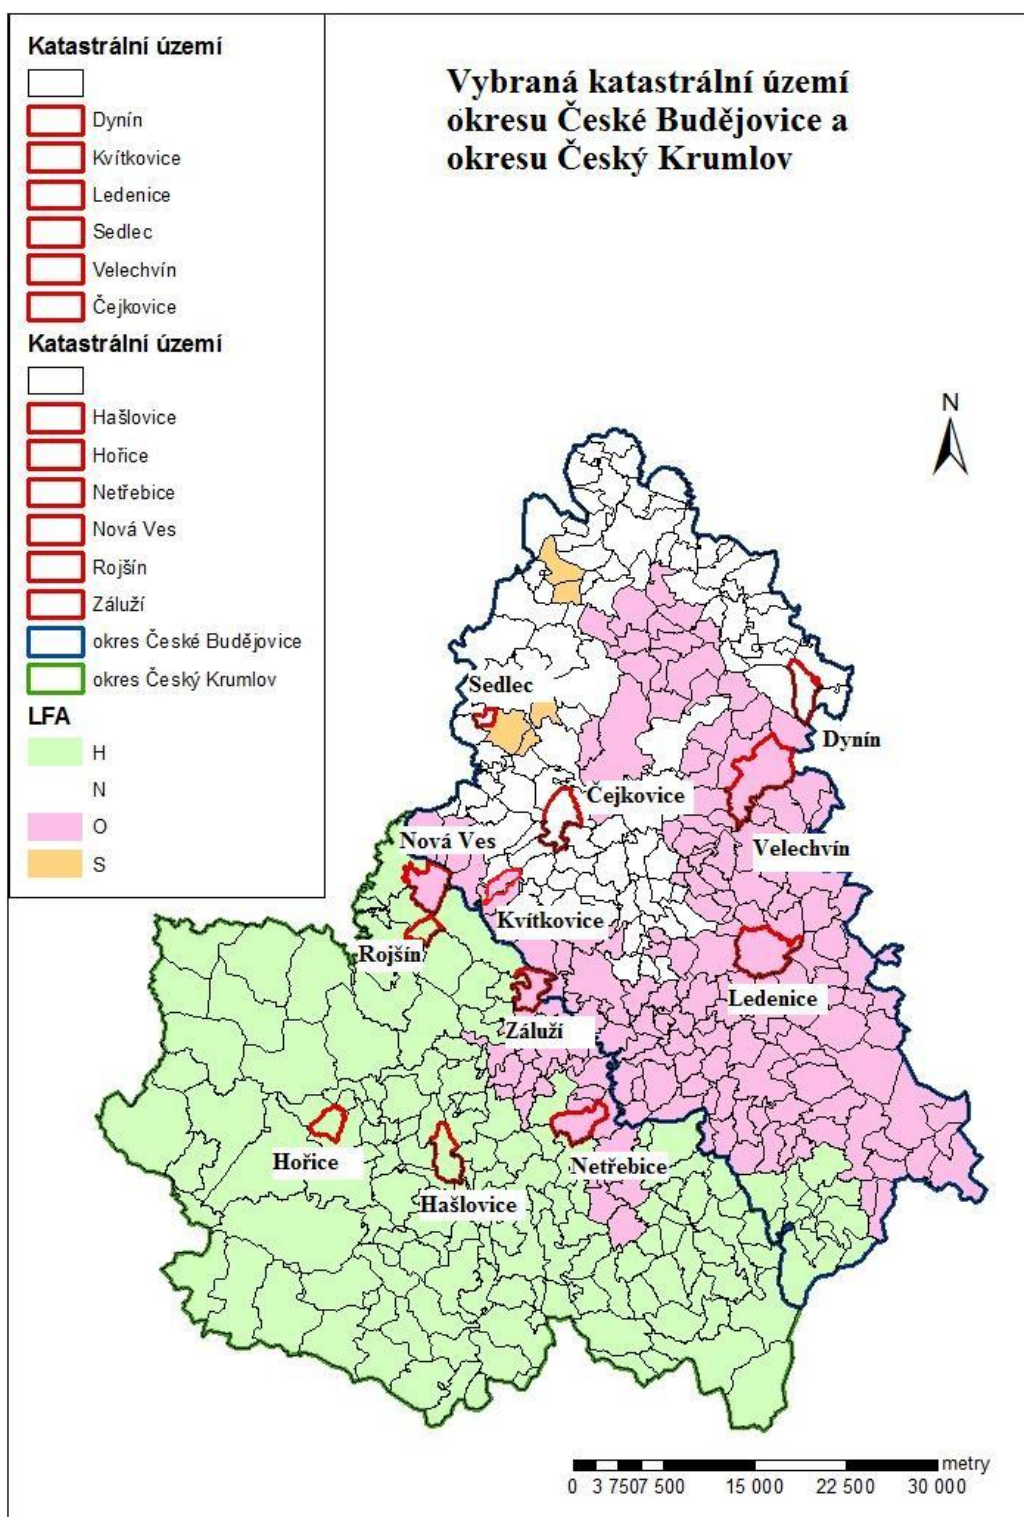 Katastrální území
Dynín
Kvítkovice
Ledenice
Sedlec
Velechvín
Čejkovice
Katastrální území
Hašlovice
Hořice
Netřebice
Nová Ves
Rojšín
Záluží
okres České Budějovice
okres Český Krumlov
LFA
H
N
O
S
Vybraná katastrální území
okresu České Budějovice a
okresu Český Krumlov
N
Sedlec
Dynín
Čejkovice
Nová Ves
Velechvín
Kvítkovice
Rojšín
Ledenice
Záluží
Hořice
Netřebice
Hašlovice
metry
0 3 7507 500 15 000 22 500 30 000